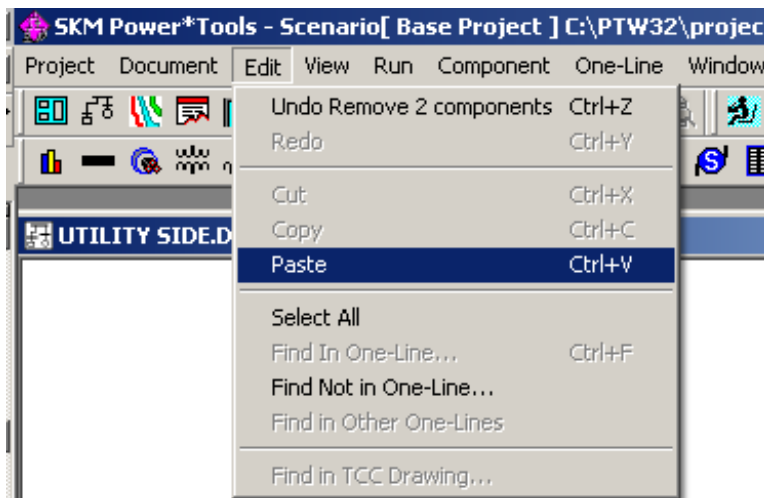 SKM Power*Tools - Scenario[ Base Project ] C:\PTW32\projec
Project Document Edit View Run Component One-Line Window
Undo Remove 2 components Ctrl+Z
Redo Ctrl+Y
Cut Ctrl+X
Copy Ctrl+C
UTILITY SIDE.D
Paste Ctrl+V
Select All
Find In One-Line... Ctrl+F
Find Not in One-Line...
Find in Other One-Lines
Find in TCC Drawing...